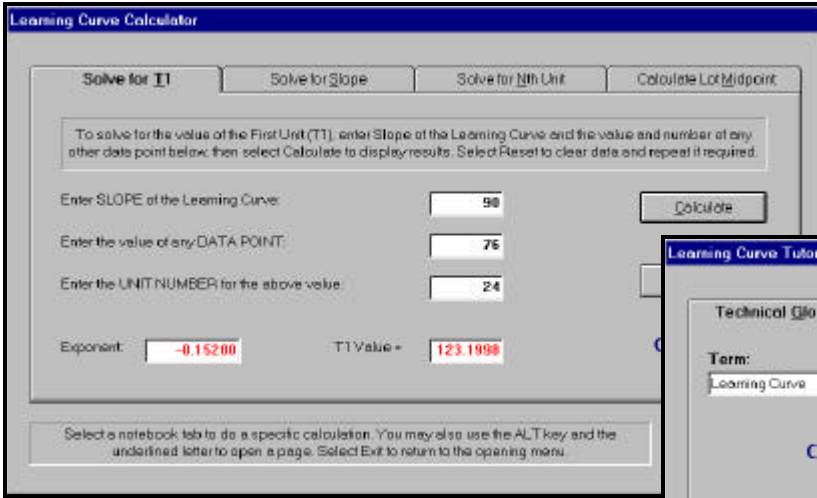 Learning Curve Calculator
Solve for T1
Solve for Slope
Solve for Nth Unit
Calculate Lot Midpoint
To solve for the value of the First Unit (T1), enter Slope of the Learning Curve and the value and number of any
other data point below, then select Calculate to display results. Select Reset to clear data and repeat if required.
Enter SLOPE of the Learning Curve: 90
Calculate
Enter the value of any DATA POINT: 76
Enter the UNIT NUMBER for the above value: 24
Exponent: -0.15200 T1 Value = 123.1998
C
Select a notebook tab to do a specific calculation. You may also use the ALT key and the
underlined letter to open a page. Select Exit to return to the opening menu.
Learning Curve Tutor
Technical Glo
Term:
Learning Curve
C